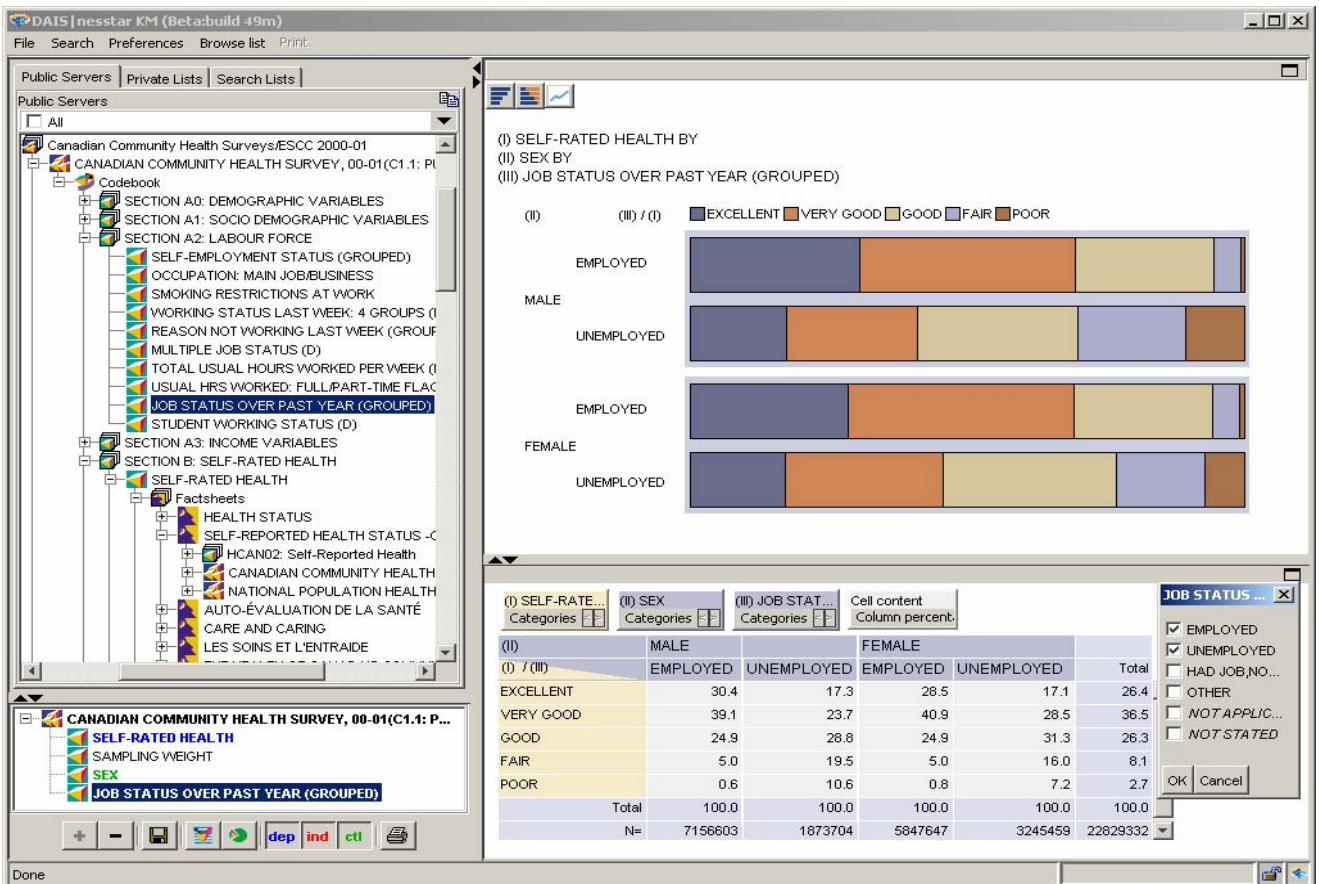 DAIS|nesstar KM (Beta:build 49m)
File Search Preferences Browse list Print
Public Servers Private Lists Search Lists
Public Servers
All
Canadian Community Health Surveys/ESCC 2000-01
CANADIAN COMMUNITY HEALTH SURVEY, 00-01(C1.1: PU
Codebook
SECTION A0: DEMOGRAPHIC VARIABLES
SECTION A1: SOCIO DEMOGRAPHIC VARIABLES
SECTION A2: LABOUR FORCE
SELF-EMPLOYMENT STATUS (GROUPED)
OCCUPATION: MAIN JOB/BUSINESS
SMOKING RESTRICTIONS AT WORK
WORKING STATUS LAST WEEK: 4 GROUPS (I
REASON NOT WORKING LAST WEEK (GROUF
MULTIPLE JOB STATUS (D)
TOTAL USUAL HOURS WORKED PER WEEK (I
USUAL HRS WORKED: FULL/PART-TIME FLAG
JOB STATUS OVER PAST YEAR (GROUPED)
STUDENT WORKING STATUS (D)
SECTION A3: INCOME VARIABLES
SECTION B: SELF-RATED HEALTH
SELF-RATED HEALTH
Factsheets
HEALTH STATUS
SELF-REPORTED HEALTH STATUS -C
HCAN02: Self-Reported Health
CANADIAN COMMUNITY HEALTH
NATIONAL POPULATION HEALTH
AUTO-ÉVALUATION DE LA SANTÉ
CARE AND CARING
LES SOINS ET L'ENTRAIDE
CANADIAN COMMUNITY HEALTH SURVEY, 00-01(C1.1: P...
SELF-RATED HEALTH
SAMPLING WEIGHT
SEX
JOB STATUS OVER PAST YEAR (GROUPED)
dep ind ctl
Done
(I) SELF-RATED HEALTH BY
(II) SEX BY
(III) JOB STATUS OVER PAST YEAR (GROUPED)
(II) (III) / (I) EXCELLENT VERY GOOD GOOD FAIR POOR
EMPLOYED
MALE
UNEMPLOYED
EMPLOYED
FEMALE
UNEMPLOYED
(I) SELF-RATE... (II) SEX (III) JOB STAT... Cell content
Categories Categories Categories Column percent.
(II) MALE FEMALE
(I) / (III) EMPLOYED UNEMPLOYED EMPLOYED UNEMPLOYED Total
EXCELLENT 30.4 17.3 28.5 17.1 26.4
VERY GOOD 39.1 23.7 40.9 28.5 36.5
GOOD 24.9 28.8 24.9 31.3 26.3
FAIR 5.0 19.5 5.0 16.0 8.1
POOR 0.6 10.6 0.8 7.2 2.7
Total 100.0 100.0 100.0 100.0 100.0
N= 7156603 1873704 5847647 3245459 22829332
JOB STATUS ...
EMPLOYED
UNEMPLOYED
HAD JOB,NO...
OTHER
NOT APPLIC...
NOT STATED
OK Cancel